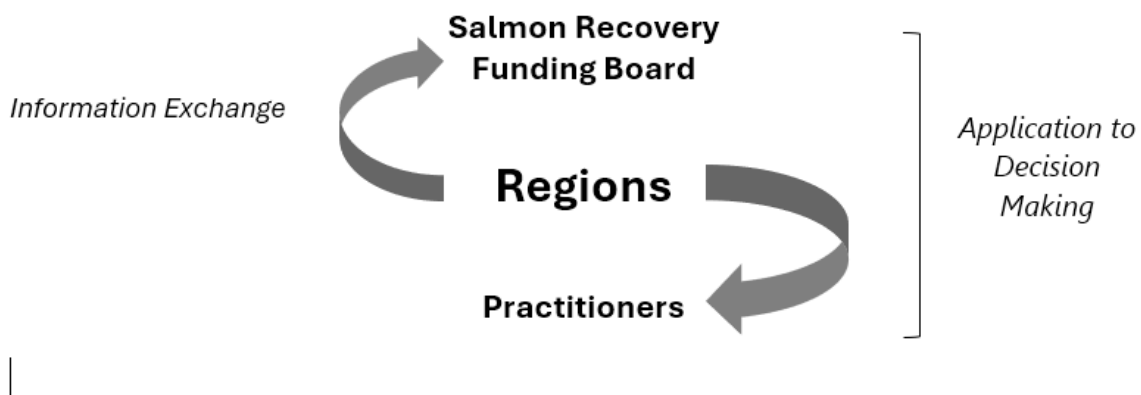 Salmon Recovery
Funding Board
Information Exchange
Application to
Decision
Making
Regions
Practitioners